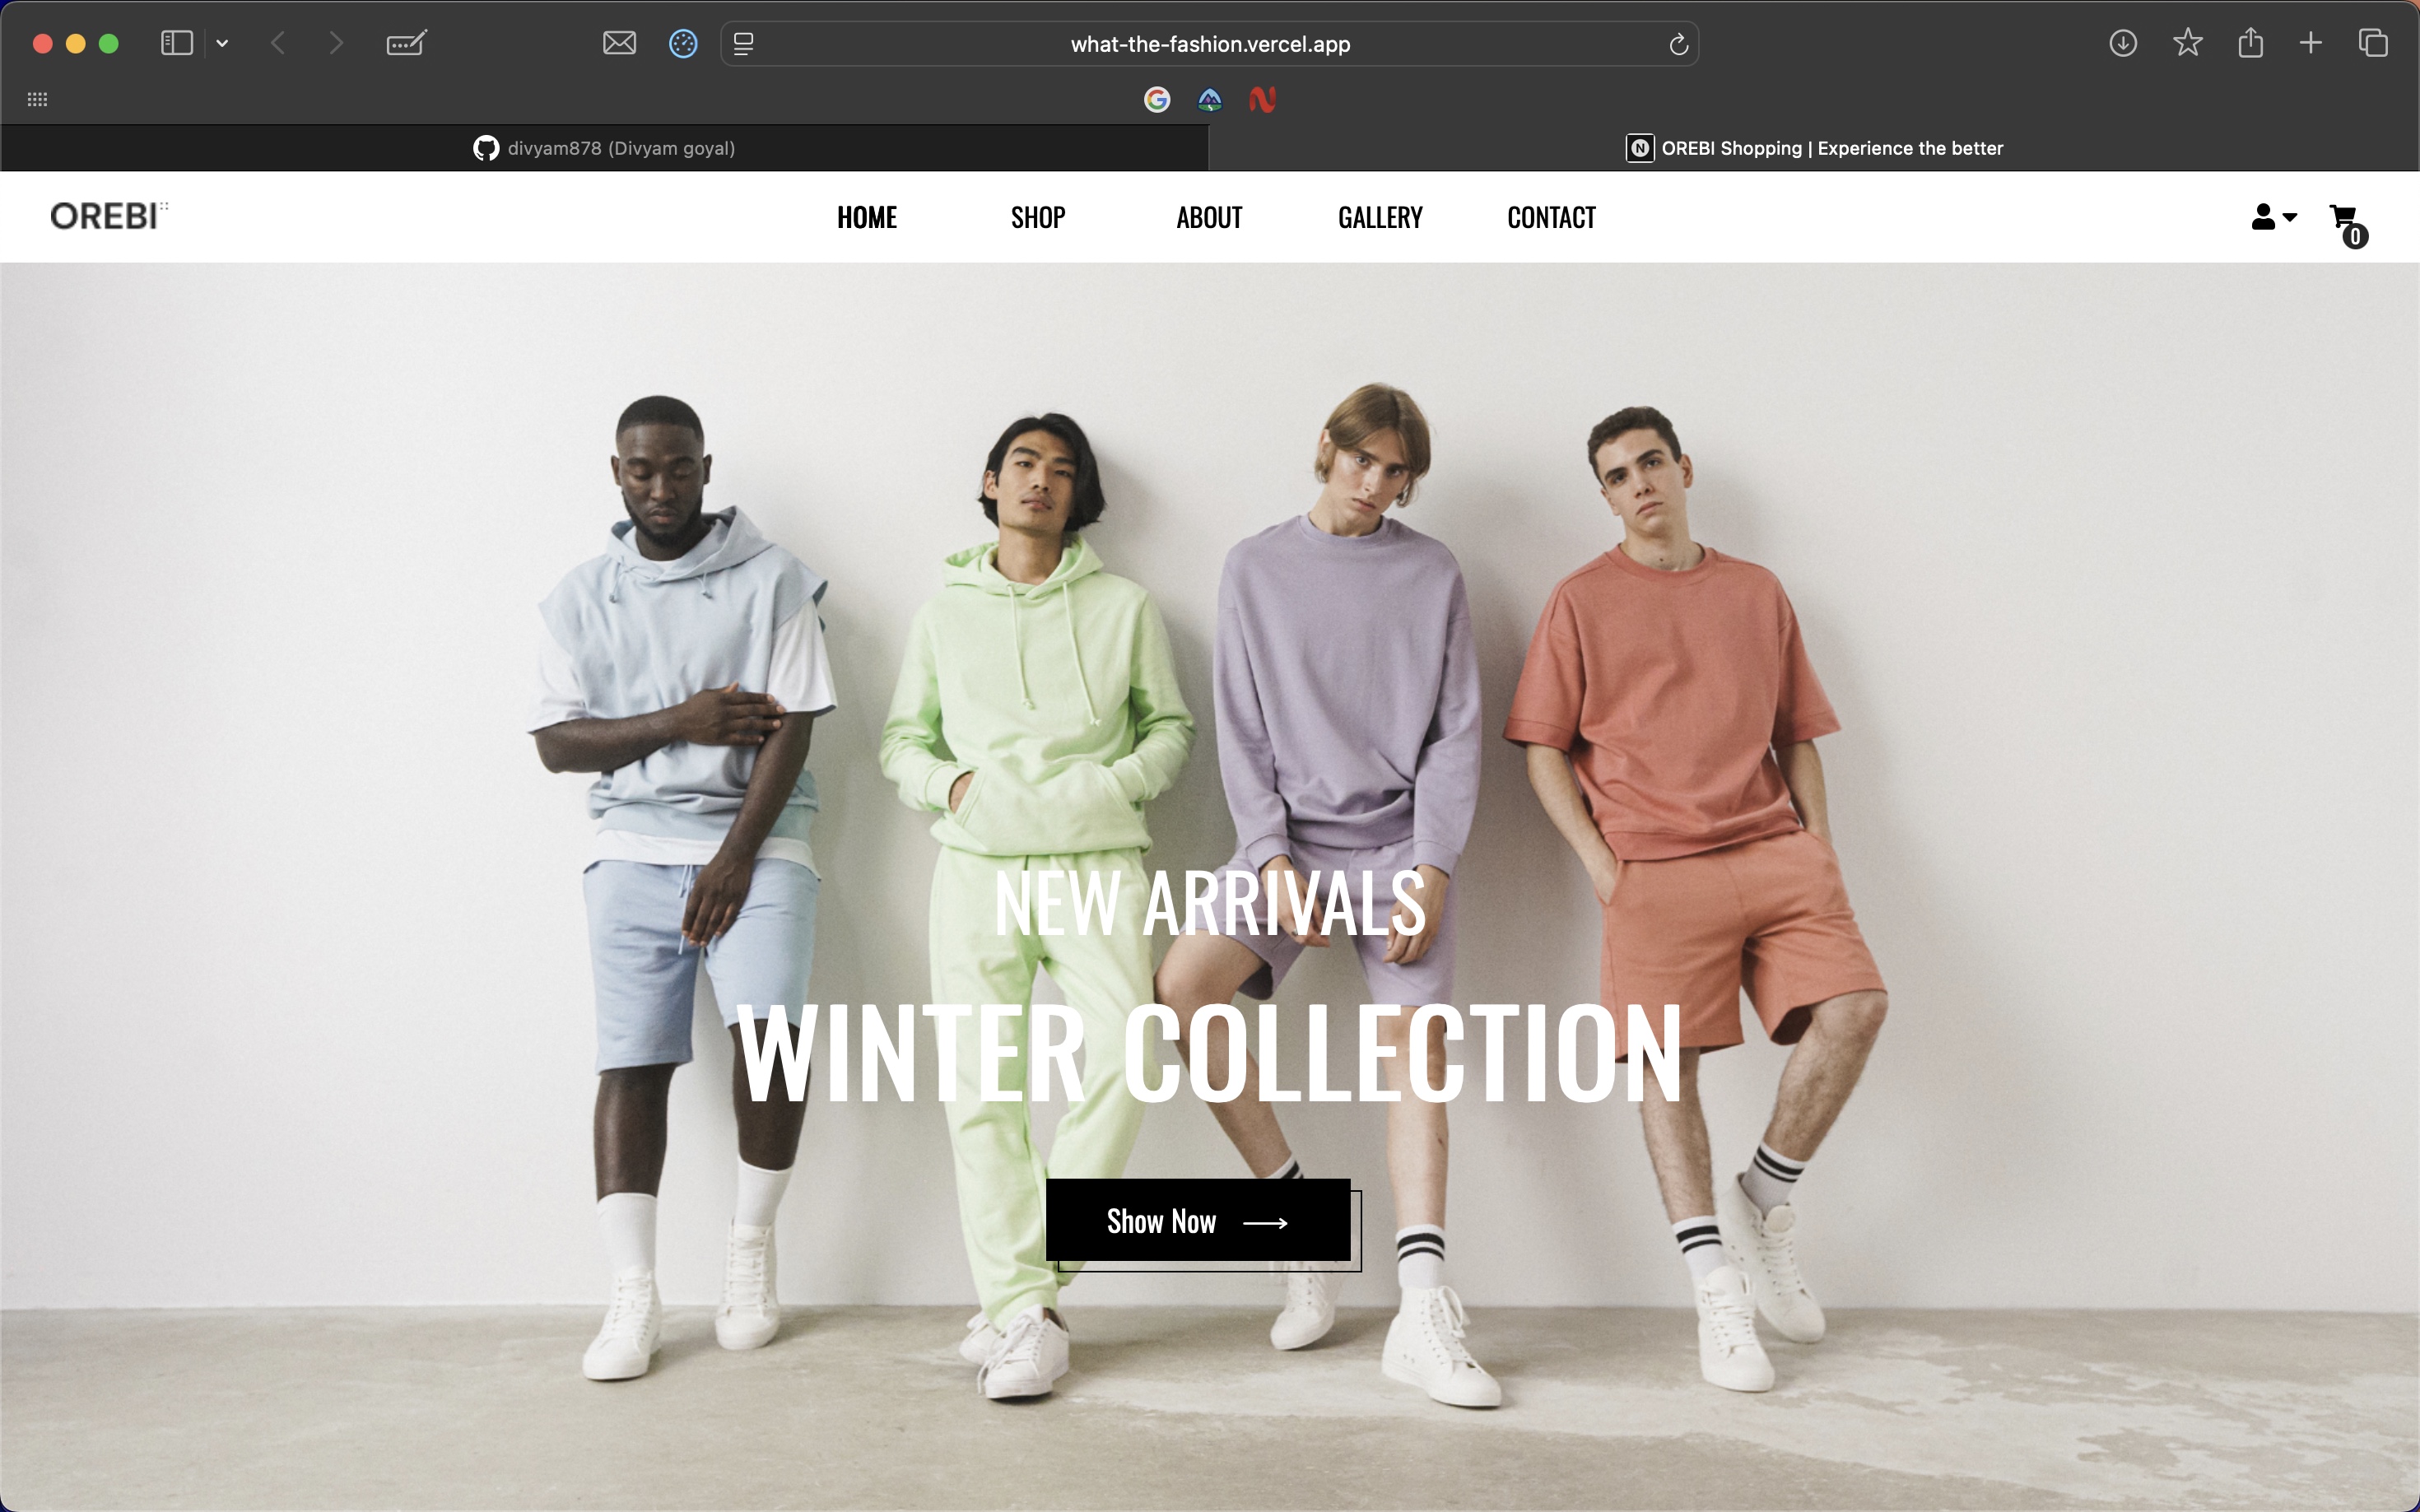 what-the-fashion.vercel.app
divyam878 (Divyam goyal)
OREBI Shopping | Experience the better
OREBI
HOME
SHOP
ABOUT
GALLERY
CONTACT
0
NEW ARRIVALS
WINTER COLLECTION
Show Now